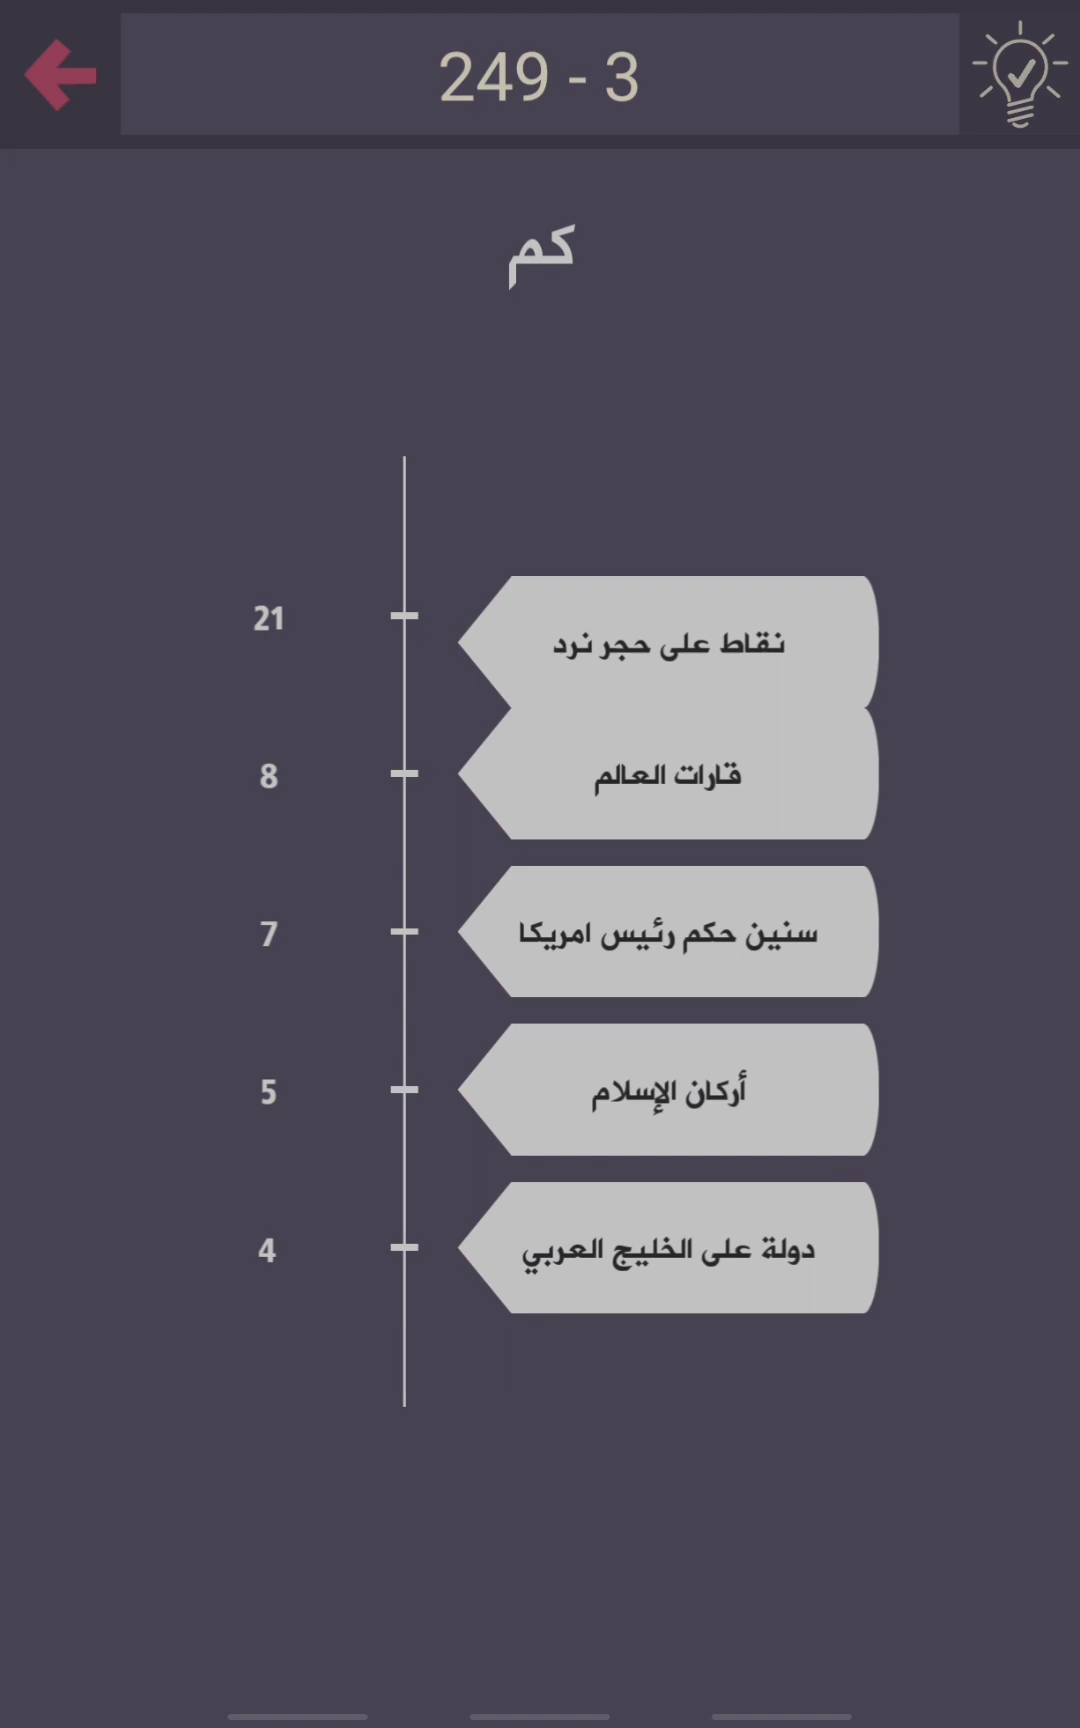 249 - 3
كم
21
نقاط على حجر نرد
8
قارات العالم
7
سنين حكم رئيس امريكا
5
أركان الإسلام
4
دولة على الخليج العربي